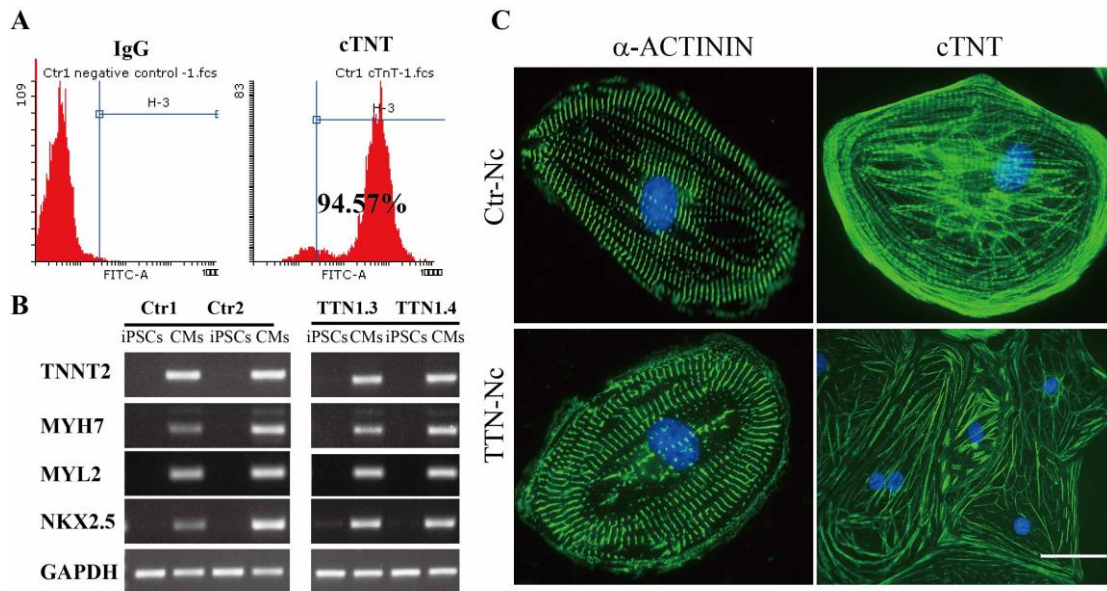 A
IgG
cTNT
Ctr1 negative control -1.fcs
Ctr1 cTnT-1.fcs
109
H-3
83
H-3
94.57%
FITC-A
FITC-A
10000
B
Ctr1 Ctr2 TTN1.3 TTN1.4
iPSCs CMs iPSCs CMs iPSCs CMs iPSCs CMs
TNNT2
MYH7
MYL2
NKX2.5
GAPDH
C
α-ACTININ cTNT
Ctr-Nc
TTN-Nc